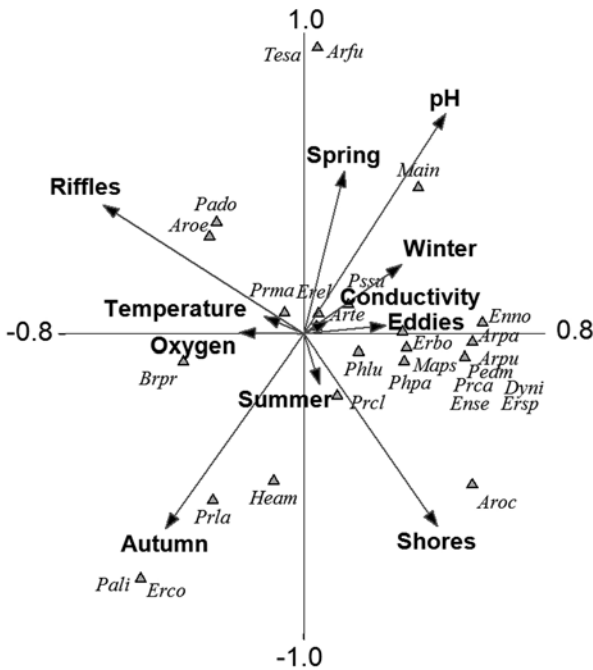 1.0
Tesa Arfu
pH
Spring
Main
Riffles
Pado
Aroe
Winter
Prma Erel Pssu
Conductivity
Temperature Arie
-0.8 Eddies Enno 0.8
Oxygen Erbo Arpa
Brpr Phlu Phpa Maps Pedm Arpu
Summer Prcl Prca Dyni
Ense Ersp
Heam
Aroc
Prla
Autumn Shores
Pali Erco
-1.0